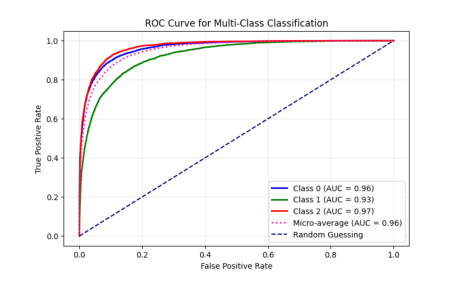 ROC Curve for Multi-Class Classification
1.0
0.8
0.6
0.4
0.2
0.0
True Positive Rate
0.0 0.2 0.4 0.6 0.8 1.0
False Positive Rate
Class 0 (AUC = 0.96)
Class 1 (AUC = 0.93)
Class 2 (AUC = 0.97)
Micro-average (AUC = 0.96)
Random Guessing